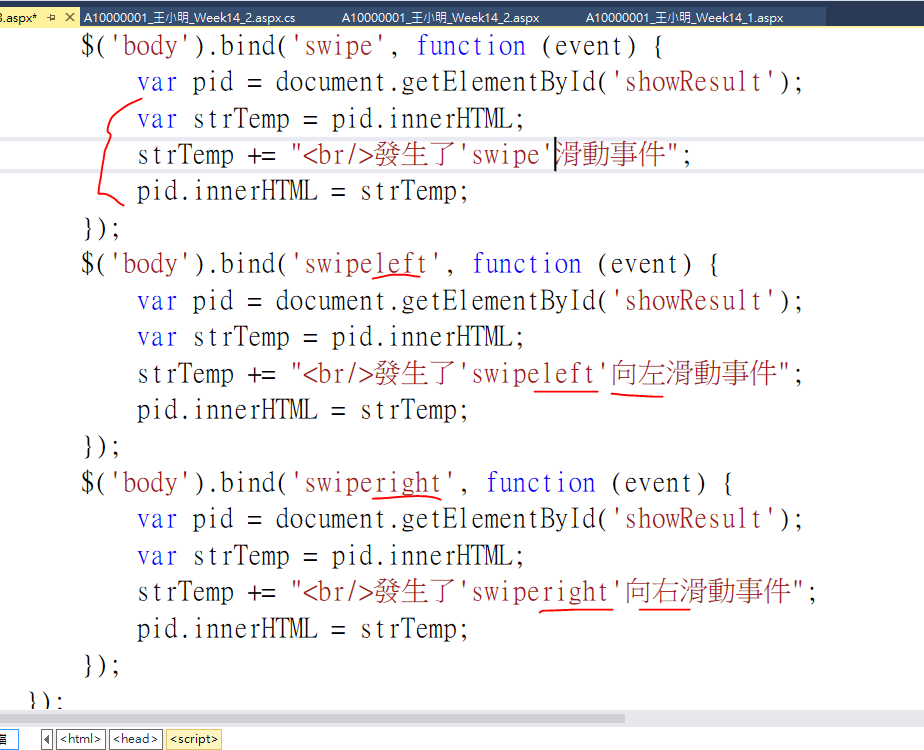 3.aspx* A10000001_王小明_Week14_2.aspx.cs A10000001_王小明_Week14_2.aspx A10000001_王小明_Week14_1.aspx
$('body').bind('swipe', function (event) {
var pid = document.getElementById('showResult');
var strTemp = pid.innerHTML;
strTemp += "<br/>發生了'swipe'滑動事件";
pid.innerHTML = strTemp;
});
$('body').bind('swipeleft', function (event) {
var pid = document.getElementById('showResult');
var strTemp = pid.innerHTML;
strTemp += "<br/>發生了'swipeleft'向左滑動事件";
pid.innerHTML = strTemp;
});
$('body').bind('swiperight', function (event) {
var pid = document.getElementById('showResult');
var strTemp = pid.innerHTML;
strTemp += "<br/>發生了'swiperight'向右滑動事件";
pid.innerHTML = strTemp;
});
});
<html> <head> <script>